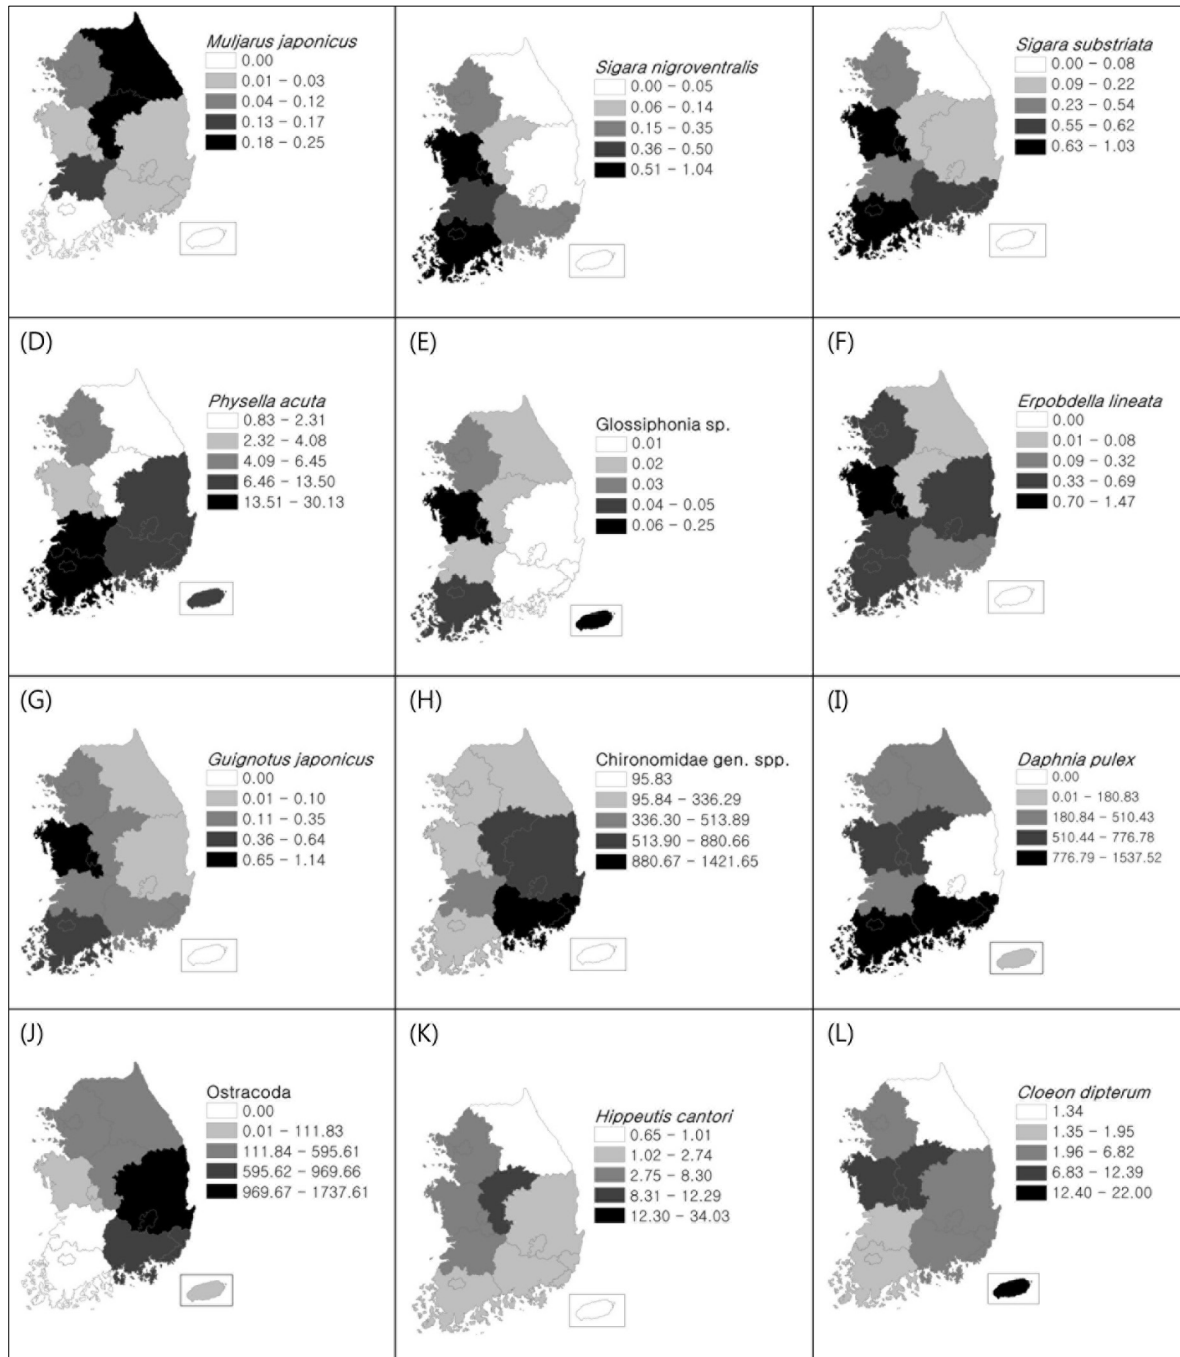 Muljarus japonicus
0.00
0.01 - 0.03
0.04 - 0.12
0.13 - 0.17
0.18 - 0.25
Sigara nigroventralis
0.00 - 0.05
0.06 - 0.14
0.15 - 0.35
0.36 - 0.50
0.51 - 1.04
Sigara substriata
0.00 - 0.08
0.09 - 0.22
0.23 - 0.54
0.55 - 0.62
0.63 - 1.03
(D)
Physella acuta
0.83 - 2.31
2.32 - 4.08
4.09 - 6.45
6.46 - 13.50
13.51 - 30.13
(E)
Glossiphonia sp.
0.01
0.02
0.03
0.04 - 0.05
0.06 - 0.25
(F)
Erpobdella lineata
0.00
0.01 - 0.08
0.09 - 0.32
0.33 - 0.69
0.70 - 1.47
(G)
Guignotus japonicus
0.00
0.01 - 0.10
0.11 - 0.35
0.36 - 0.64
0.65 - 1.14
(H)
Chironomidae gen. spp.
95.83
95.84 - 336.29
336.30 - 513.89
513.90 - 880.66
880.67 - 1421.65
(I)
Daphnia pulex
0.00
0.01 - 180.83
180.84 - 510.43
510.44 - 776.78
776.79 - 1537.52
(J)
Ostracoda
0.00
0.01 - 111.83
111.84 - 595.61
595.62 - 969.66
969.67 - 1737.61
(K)
Hippeutis cantori
0.65 - 1.01
1.02 - 2.74
2.75 - 8.30
8.31 - 12.29
12.30 - 34.03
(L)
Cloeon dipterum
1.34
1.35 - 1.95
1.96 - 6.82
6.83 - 12.39
12.40 - 22.00